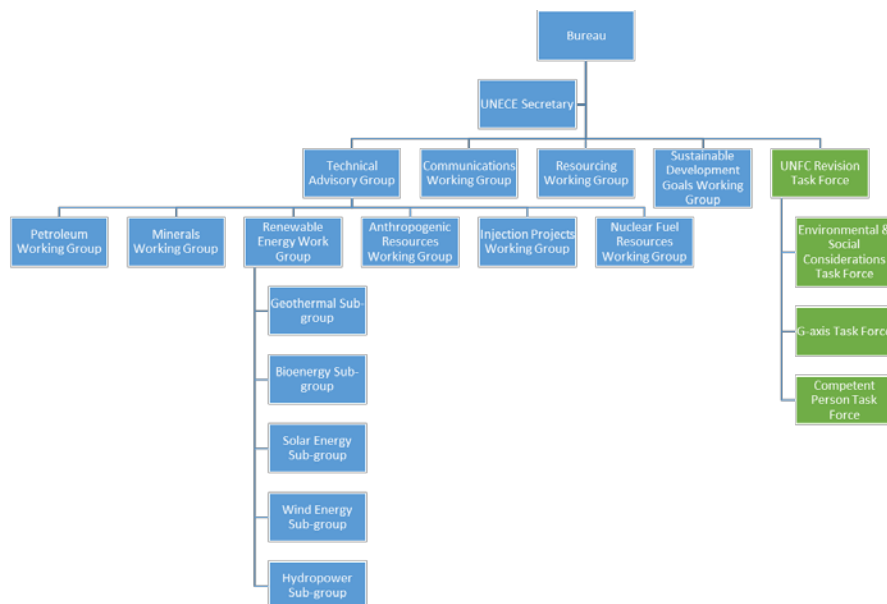 Bureau
UNECE Secretary
Technical
Advisory Group
Communications
Working Group
Resourcing
Working Group
Sustainable
Development
Goals Working
Group
UNFC Revision
Task Force
Petroleum
Working Group
Minerals
Working Group
Renewable
Energy Work
Group
Anthropogenic
Resources
Working Group
Injection Projects
Working Group
Nuclear Fuel
Resources
Working Group
Environmental &
Social
Considerations
Task Force
Geothermal Sub-
group
G-axis Task Force
Bioenergy Sub-
group
Competent
Person Task
Force
Solar Energy
Sub-group
Wind Energy
Sub-group
Hydropower
Sub-group